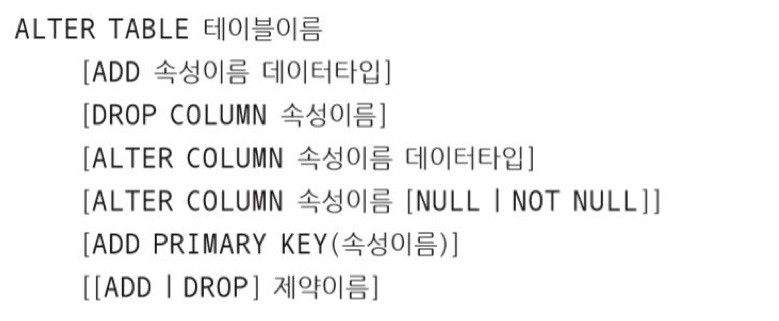 ALTER TABLE 테이블이름
[ADD 속성이름 데이터타입]
[DROP COLUMN 속성이름]
[ALTER COLUMN 속성이름 데이터타입]
[ALTER COLUMN 속성이름 [NULL | NOT NULL]]
[ADD PRIMARY KEY(속성이름)]
[[ADD | DROP] 제약이름]